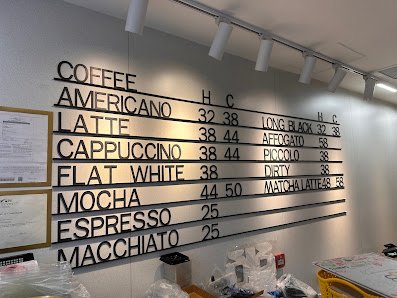 COFFEE H C
AMERICANO 32 38
LATTE 38 44
CAPPUCCINO 38 44
FLAT WHITE 38
MOCHA 44 50
ESPRESSO 25
MACCHIATO 25
H C
LONG BLACK 32 38
AFFOGATO 58
PICCOLO 38
DIRTY 38
MATCHA LATTE 48 58